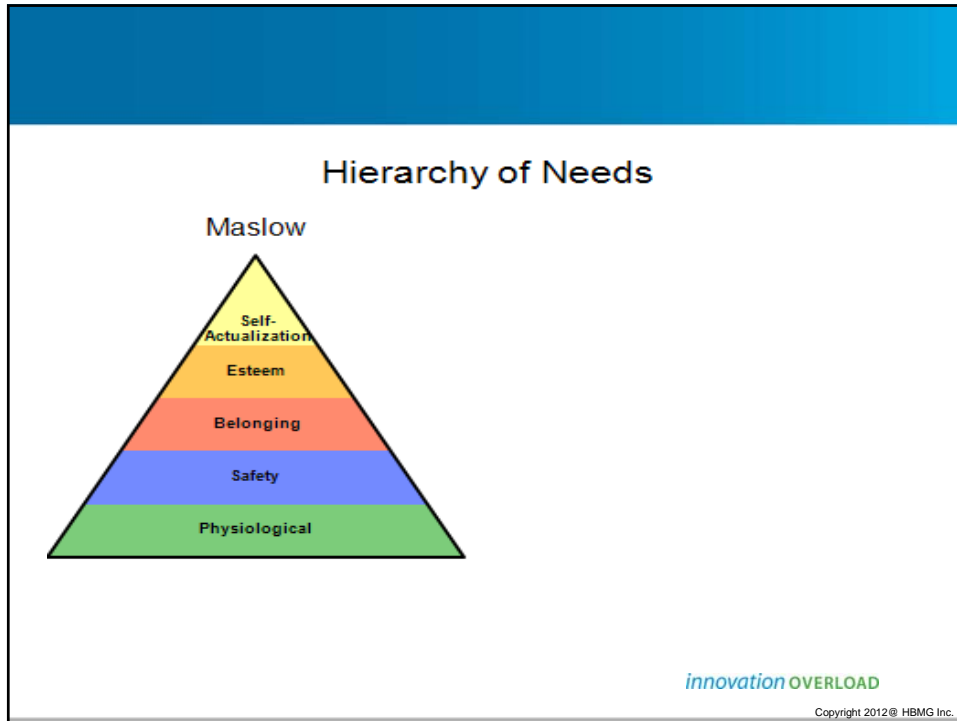 Hierarchy of Needs
Maslow
Self-
Actualization
Esteem
Belonging
Safety
Physiological
innovation OVERLOAD
Copyright 2012@ HBMG Inc.